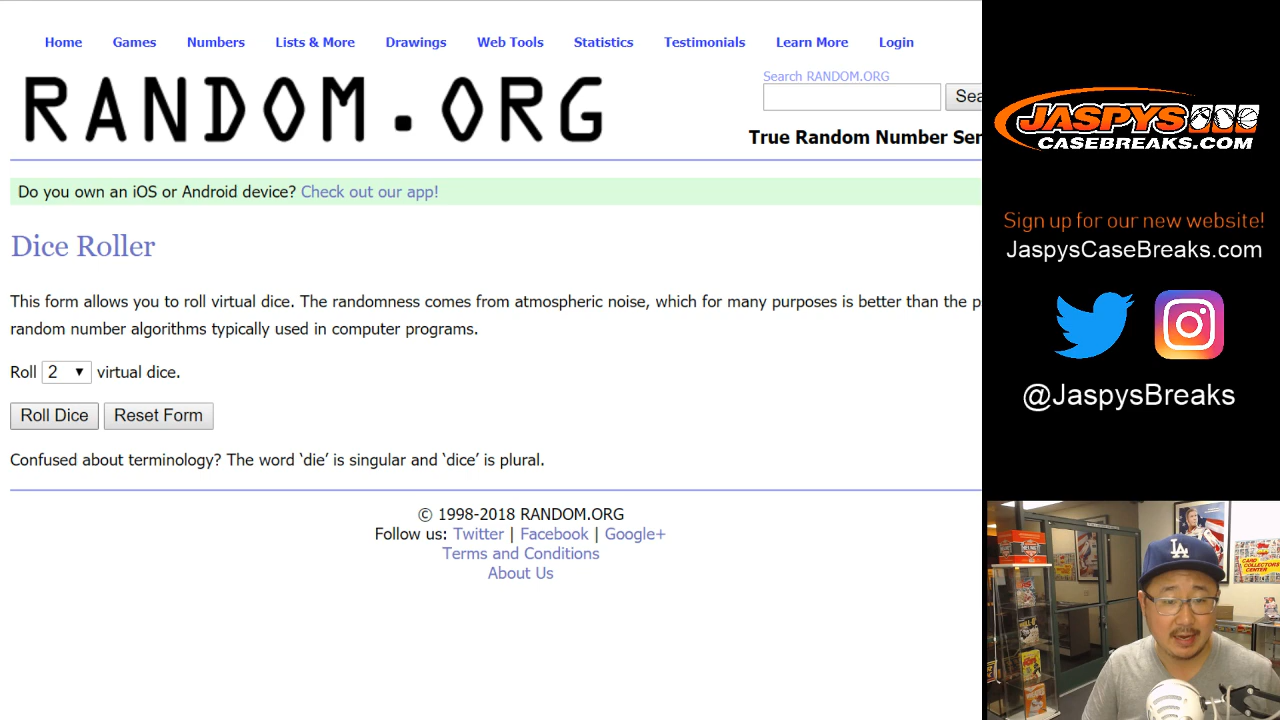 Home Games Numbers Lists & More Drawings Web Tools Statistics Testimonials Learn More Login
RANDOM.ORG
Search RANDOM.ORG
Sea
True Random Number Ser
Do you own an iOS or Android device? Check out our app!
Dice Roller
This form allows you to roll virtual dice. The randomness comes from atmospheric noise, which for many purposes is better than the p
random number algorithms typically used in computer programs.
Roll 2 ▼ virtual dice.
Roll Dice Reset Form
Confused about terminology? The word ‘die’ is singular and ‘dice’ is plural.
© 1998-2018 RANDOM.ORG
Follow us: Twitter | Facebook | Google+
Terms and Conditions
About Us
JASPYS
CASEBREAKS.COM
Sign up for our new website!
JaspysCaseBreaks.com
@JaspysBreaks
LA
CARD
COLLECTORS
CENTER